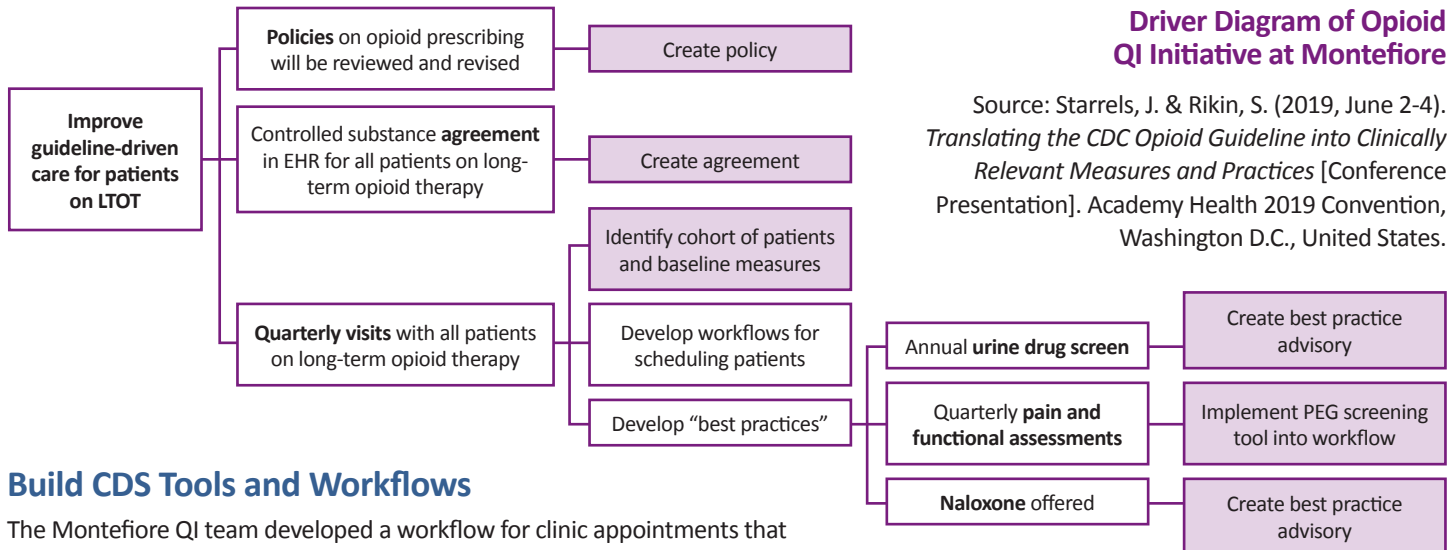 Driver Diagram of Opioid
QI Initiative at Montefiore
Source: Starrels, J. & Rikin, S. (2019, June 2-4).
Translating the CDC Opioid Guideline into Clinically
Relevant Measures and Practices [Conference
Presentation]. Academy Health 2019 Convention,
Washington D.C., United States.
Improve
guideline-driven
care for patients
on LTOT
Policies on opioid prescribing
will be reviewed and revised
Create policy
Controlled substance agreement
in EHR for all patients on long-
term opioid therapy
Create agreement
Quarterly visits with all patients
on long-term opioid therapy
Identify cohort of patients
and baseline measures
Develop workflows for
scheduling patients
Develop “best practices”
Annual urine drug screen
Create best practice
advisory
Quarterly pain and
functional assessments
Implement PEG screening
tool into workflow
Naloxone offered
Create best practice
advisory
Build CDS Tools and Workflows
The Montefiore QI team developed a workflow for clinic appointments that